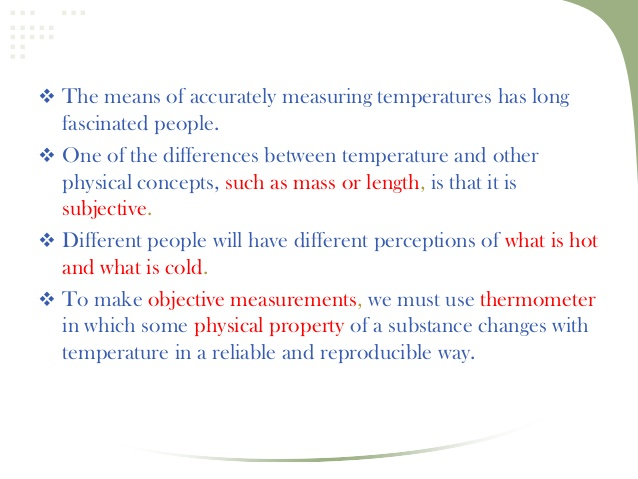 ❖ The means of accurately measuring temperatures has long
fascinated people.
❖ One of the differences between temperature and other
physical concepts, such as mass or length, is that it is
subjective.
❖ Different people will have different perceptions of what is hot
and what is cold.
❖ To make objective measurements, we must use thermometer
in which some physical property of a substance changes with
temperature in a reliable and reproducible way.